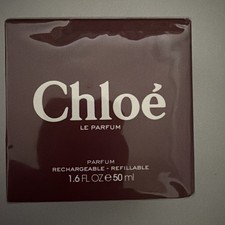 Chloé
LE PARFUM
PARFUM
RECHARGEABLE - REFILLABLE
1.6 FL OZ e 50 ml